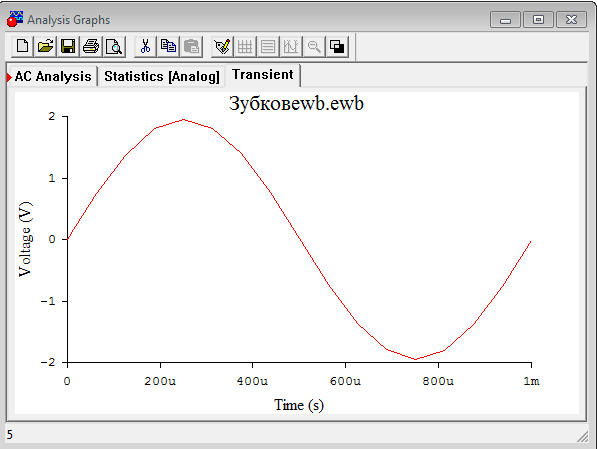 Analysis Graphs
AC Analysis
Statistics [Analog]
Transient
Зубковewb.ewb
2
1
0
-1
-2
Voltage (V)
0
200u
400u
600u
800u
1m
Time (s)
5